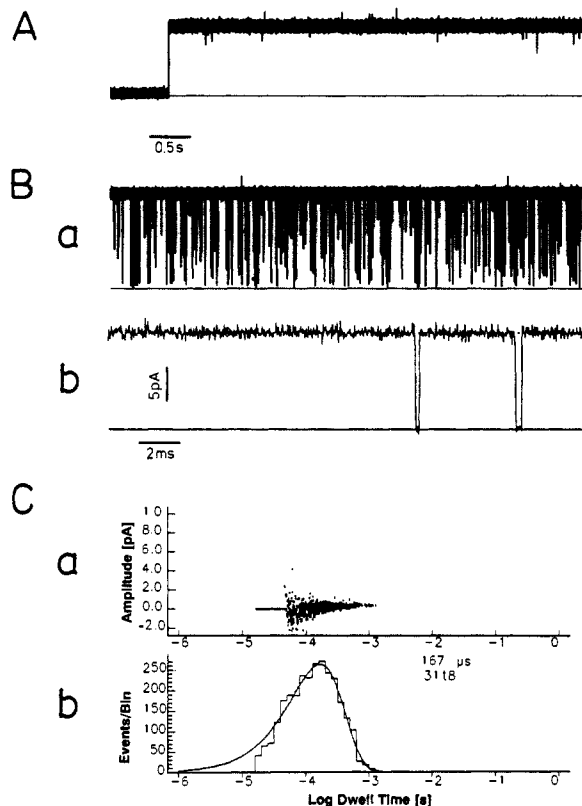 A
0.5s
B
a
b
5pA
2ms
C
a
Amplitude [pA]
1 0
8.0
6.0
4.0
2.0
0.0
-2.0
-6
-5
-4
-3
-2
-1
0
167 µs
31t8
b
Events/Bin
250
200
150
100
50
0
-6
-5
-4
-3
-2
-1
0
Log Dwell Time [s]